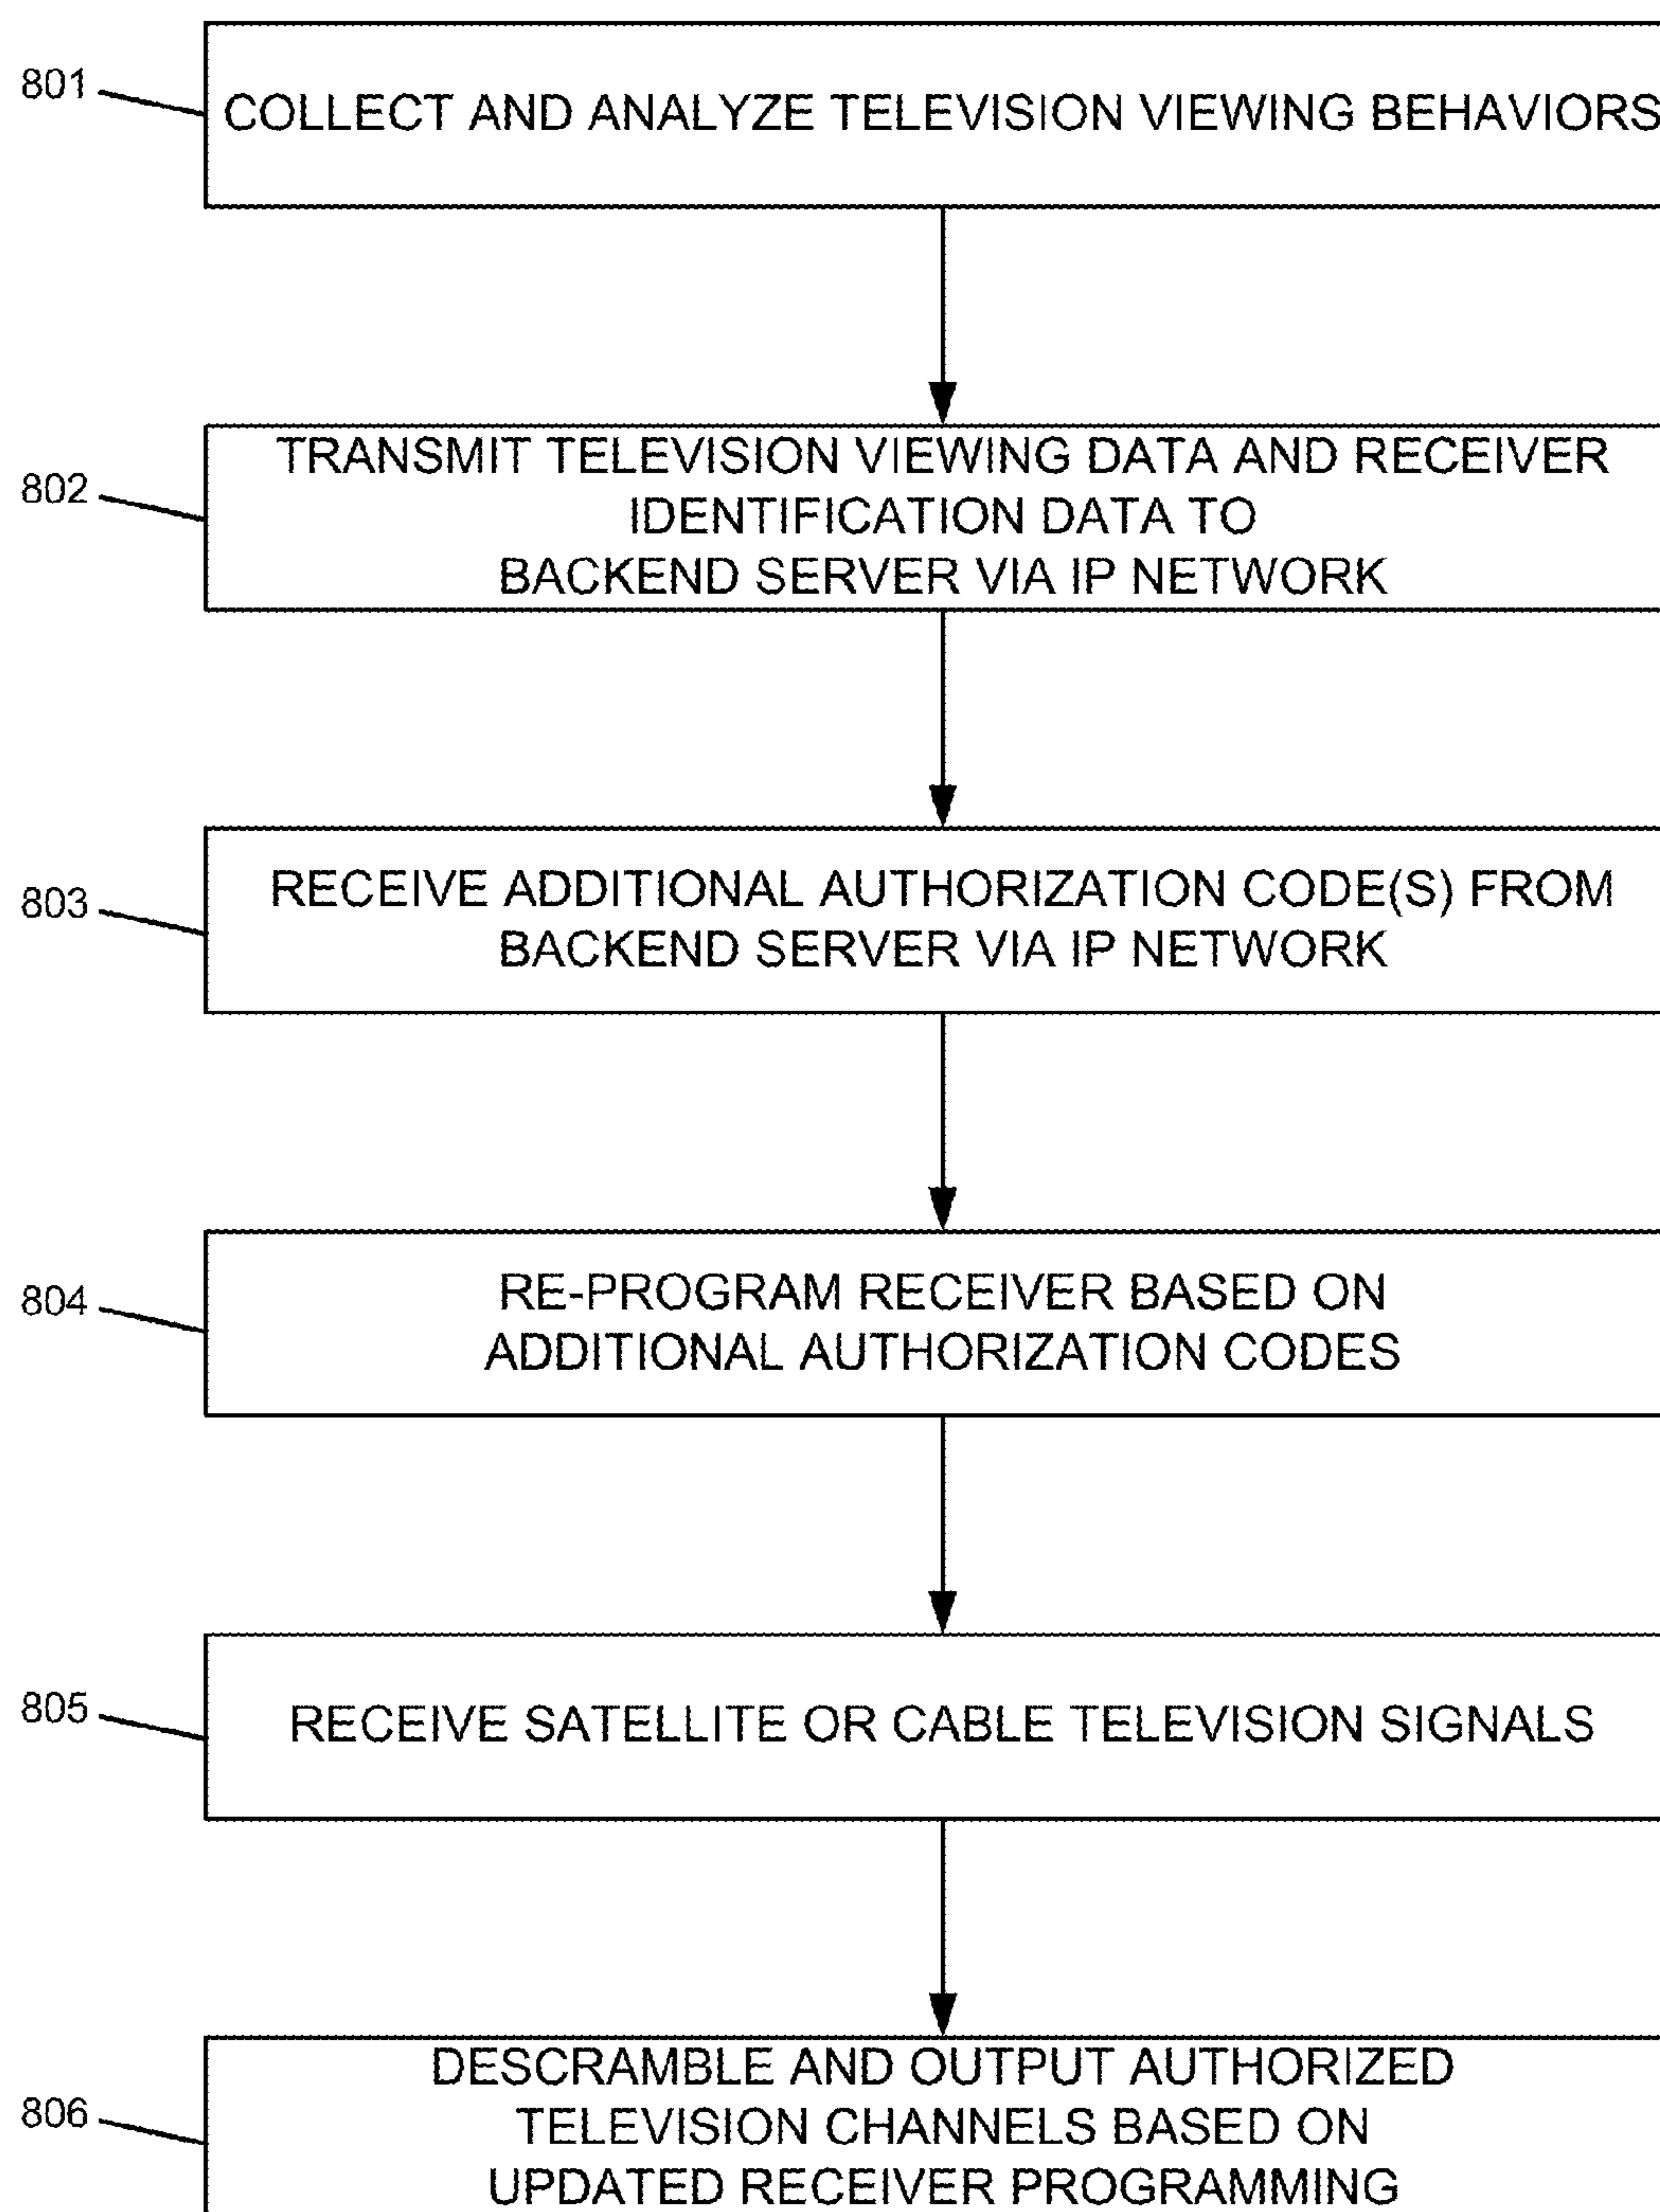 801
COLLECT AND ANALYZE TELEVISION VIEWING BEHAVIORS
802
TRANSMIT TELEVISION VIEWING DATA AND RECEIVER
IDENTIFICATION DATA TO
BACKEND SERVER VIA IP NETWORK
803
RECEIVE ADDITIONAL AUTHORIZATION CODE(S) FROM
BACKEND SERVER VIA IP NETWORK
804
RE-PROGRAM RECEIVER BASED ON
ADDITIONAL AUTHORIZATION CODES
805
RECEIVE SATELLITE OR CABLE TELEVISION SIGNALS
806
DESCRAMBLE AND OUTPUT AUTHORIZED
TELEVISION CHANNELS BASED ON
UPDATED RECEIVER PROGRAMMING